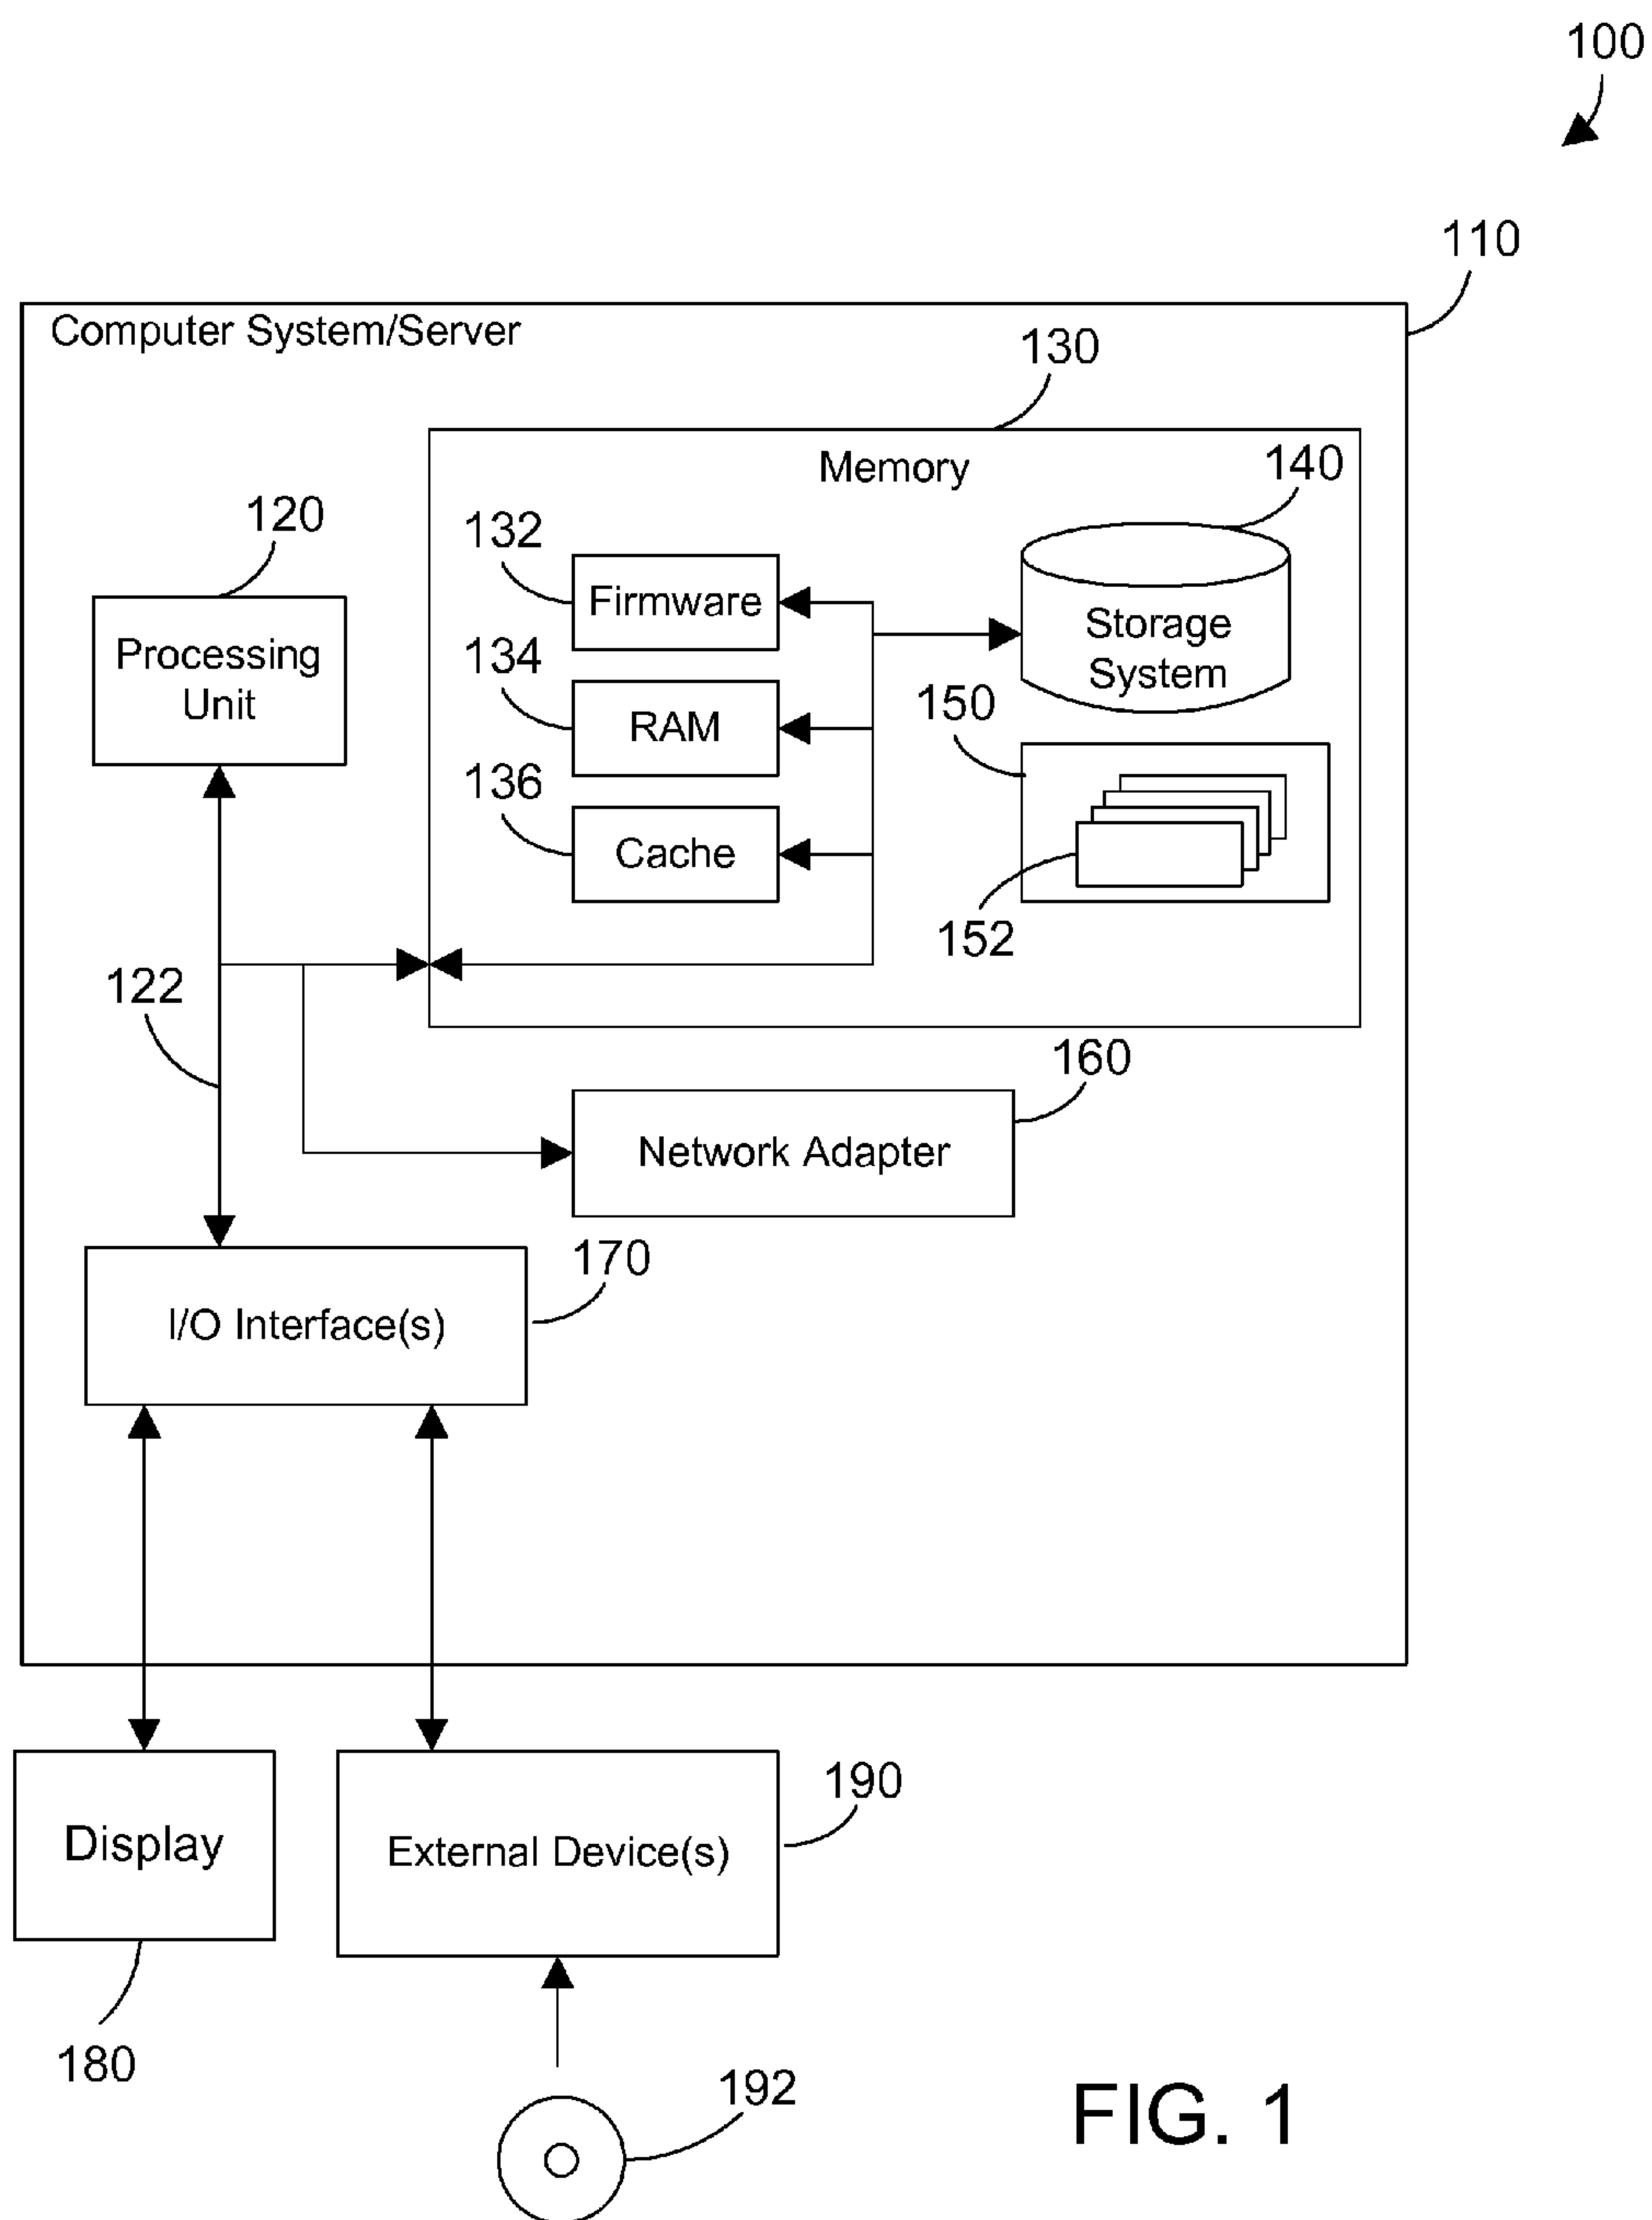 100
110
Computer System/Server
130
Memory
140
120
132
Firmware
Storage
System
Processing
Unit
134
RAM
150
136
Cache
152
122
160
Network Adapter
170
I/O Interface(s)
190
Display
External Device(s)
180
192
FIG. 1